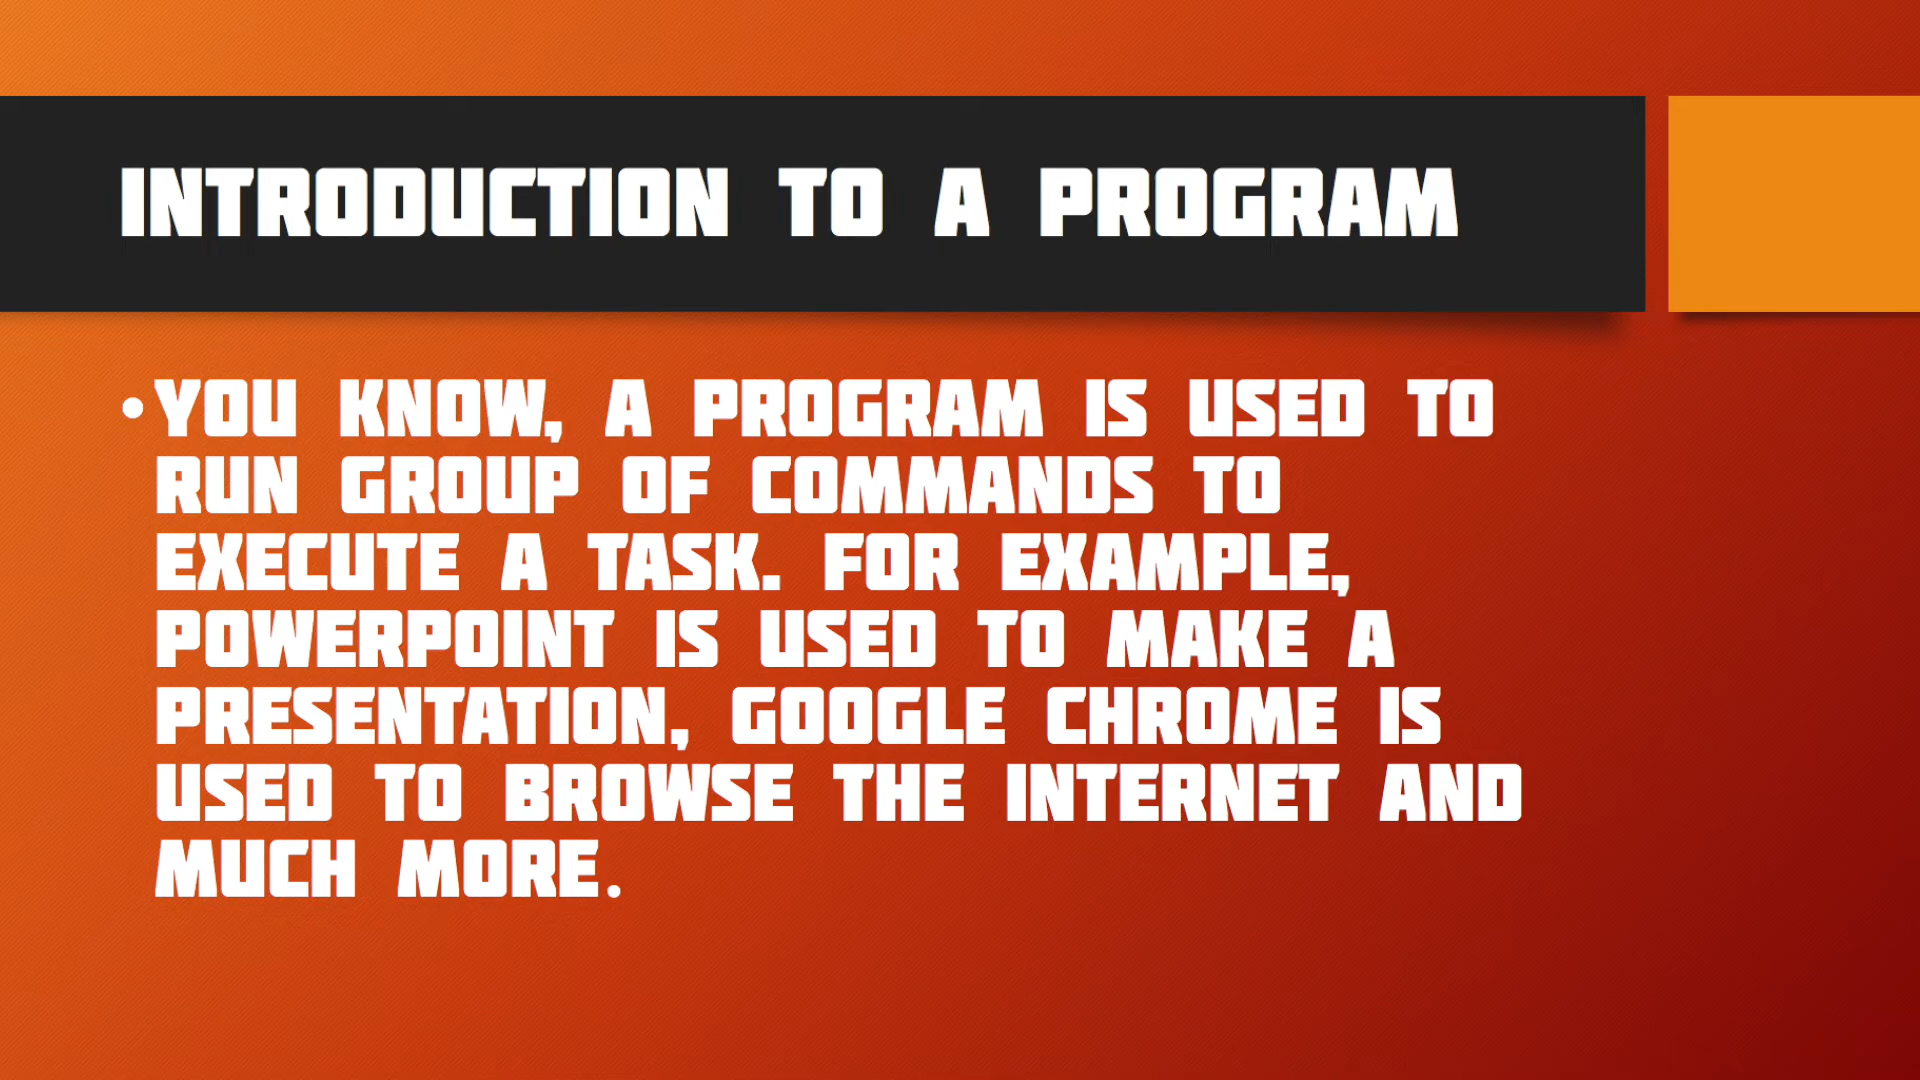 INTRODUCTION TO A PROGRAM
• YOU KNOW, A PROGRAM IS USED TO
RUN GROUP OF COMMANDS TO
EXECUTE A TASK. FOR EXAMPLE,
POWERPOINT IS USED TO MAKE A
PRESENTATION, GOOGLE CHROME IS
USED TO BROWSE THE INTERNET AND
MUCH MORE.